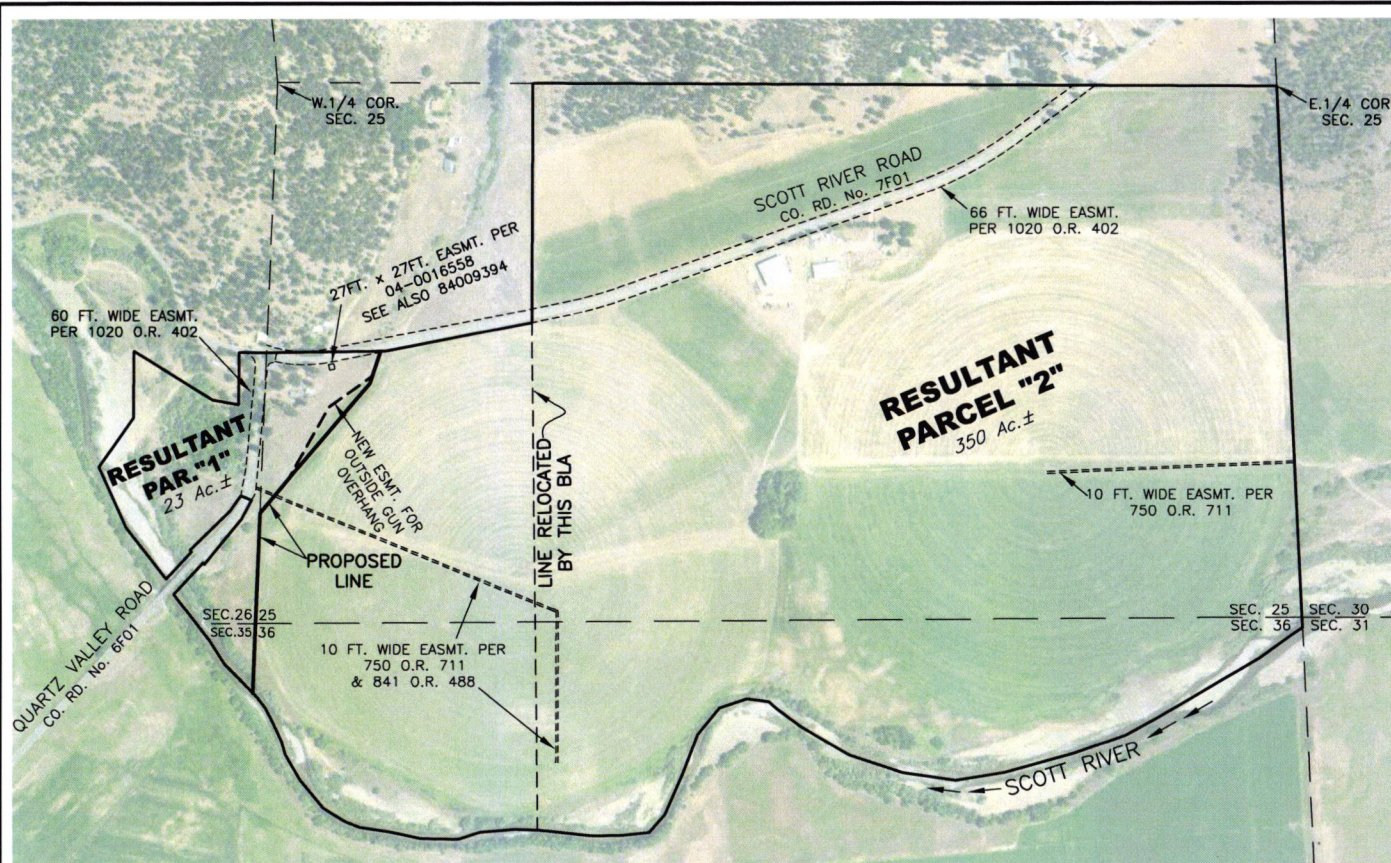 W.1/4 COR.
SEC. 25
E.1/4 COR
SEC. 25
SCOTT RIVER ROAD
CO. RD. No. 7F01
66 FT. WIDE EASMT.
PER 1020 O.R. 402
27FT. x 27FT. EASMT. PER
04-0016558
SEE ALSO 84009394
60 FT. WIDE EASMT.
PER 1020 O.R. 402
RESULTANT
PAR."1"
23 Ac.±
NEW ESMT. FOR
OUTSIDE GUN
OVERHANG
LINE RELOCATED
BY THIS BLA
RESULTANT
PARCEL "2"
350 Ac.±
10 FT. WIDE EASMT. PER
750 O.R. 711
PROPOSED
LINE
QUARTZ VALLEY ROAD
CO. RD. No. 6F01
SEC.26 25
SEC.35 36
10 FT. WIDE EASMT. PER
750 O.R. 711
& 841 O.R. 488
SEC. 25 SEC. 30
SEC. 36 SEC. 31
SCOTT RIVER